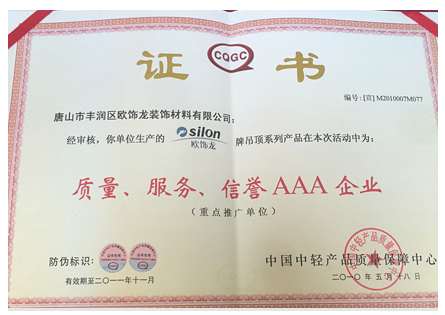 证 CQGC 书
编号:[宣] M2010007M077
唐山市丰润区欧饰龙装饰材料有限公司:
经审核，你单位生产的 osilon 欧饰龙 牌吊顶系列产品在本次活动中为:
质量、服务、信誉 AAA 企业
(重点推广单位)
防伪标识:
中国中轻产品质量保障中心
有效期至二〇一一年十一月
二〇一〇年五月十八日